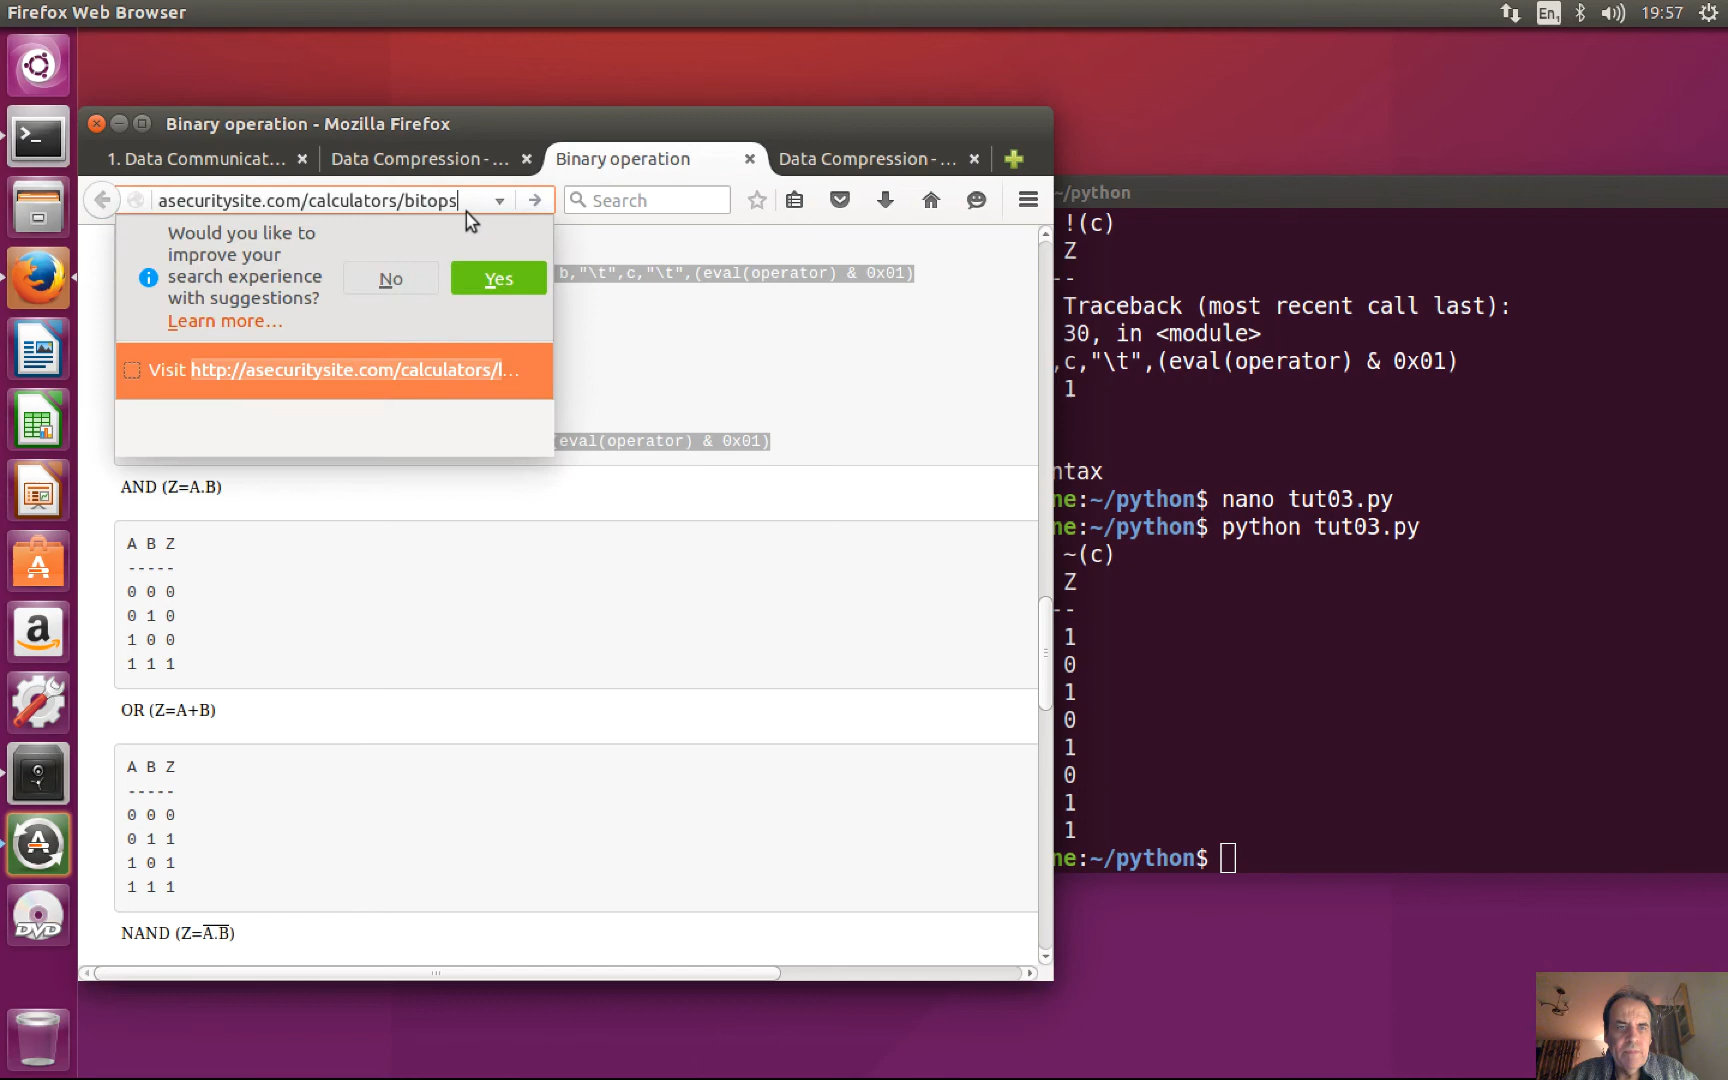 Firefox Web Browser
En1
19:57
Binary operation - Mozilla Firefox
1. Data Communicat...
Data Compression - ...
Binary operation
Data Compression - ...
asecuritysite.com/calculators/bitops
Search
Would you like to
improve your
search experience
with suggestions?
Learn more...
No
Yes
Visit http://asecuritysite.com/calculators/l...
b,"\t",c,"\t",(eval(operator) & 0x01)
(eval(operator) & 0x01)
AND (Z=A.B)
A B Z
-----
0 0 0
0 1 0
1 0 0
1 1 1
OR (Z=A+B)
A B Z
-----
0 0 0
0 1 1
1 0 1
1 1 1
NAND (Z=A.B)
~/python
!(c)
Z
--
Traceback (most recent call last):
30, in <module>
,c,"\t",(eval(operator) & 0x01)
1
ntax
ne:~/python$ nano tut03.py
ne:~/python$ python tut03.py
~(c)
Z
--
1
0
1
0
1
0
1
1
ne:~/python$
>_
a
DVD